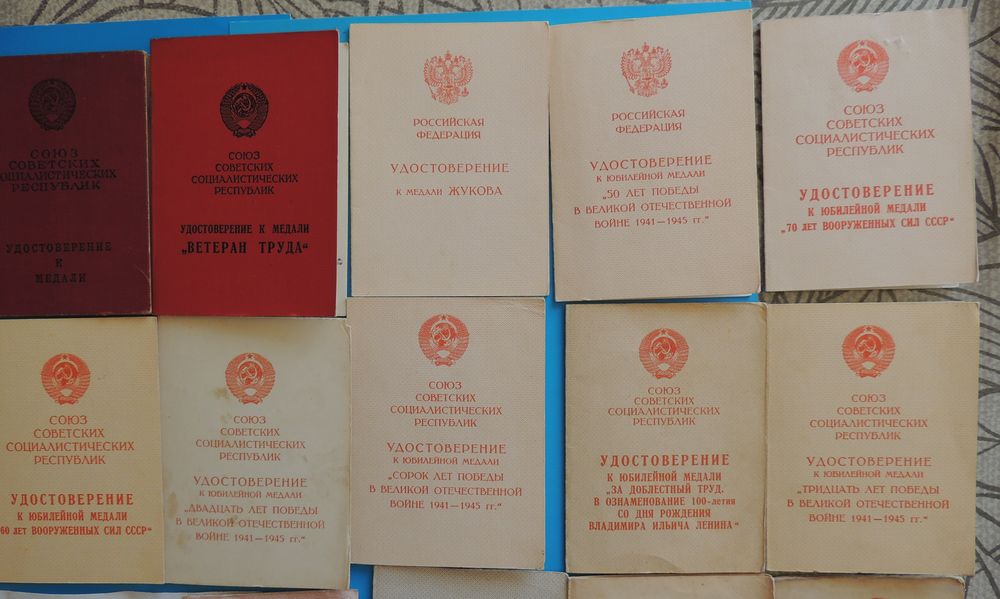 СОЮЗ
СОВЕТСКИХ
СОЦИАЛИСТИЧЕСКИХ
РЕСПУБЛИК
УДОСТОВЕРЕНИЕ
К
МЕДАЛИ
СОЮЗ
СОВЕТСКИХ
СОЦИАЛИСТИЧЕСКИХ
РЕСПУБЛИК
УДОСТОВЕРЕНИЕ К МЕДАЛИ
„ВЕТЕРАН ТРУДА“
РОССИЙСКАЯ
ФЕДЕРАЦИЯ
УДОСТОВЕРЕНИЕ
К МЕДАЛИ ЖУКОВА
РОССИЙСКАЯ
ФЕДЕРАЦИЯ
УДОСТОВЕРЕНИЕ
К ЮБИЛЕЙНОЙ МЕДАЛИ
„50 ЛЕТ ПОБЕДЫ
В ВЕЛИКОЙ ОТЕЧЕСТВЕННОЙ
ВОЙНЕ 1941—1945 гг.“
СОЮЗ
СОВЕТСКИХ
СОЦИАЛИСТИЧЕСКИХ
РЕСПУБЛИК
УДОСТОВЕРЕНИЕ
К ЮБИЛЕЙНОЙ МЕДАЛИ
„70 ЛЕТ ВООРУЖЕННЫХ СИЛ СССР“
СОЮЗ
СОВЕТСКИХ
СОЦИАЛИСТИЧЕСКИХ
РЕСПУБЛИК
УДОСТОВЕРЕНИЕ
К ЮБИЛЕЙНОЙ МЕДАЛИ
60 ЛЕТ ВООРУЖЕННЫХ СИЛ СССР“
СОЮЗ
СОВЕТСКИХ
СОЦИАЛИСТИЧЕСКИХ
РЕСПУБЛИК
УДОСТОВЕРЕНИЕ
К ЮБИЛЕЙНОЙ МЕДАЛИ
„ДВАДЦАТЬ ЛЕТ ПОБЕДЫ
В ВЕЛИКОЙ ОТЕЧЕСТВЕННОЙ
ВОЙНЕ 1941—1945 гг.“
СОЮЗ
СОВЕТСКИХ
СОЦИАЛИСТИЧЕСКИХ
РЕСПУБЛИК
УДОСТОВЕРЕНИЕ
К ЮБИЛЕЙНОЙ МЕДАЛИ
„СОРОК ЛЕТ ПОБЕДЫ
В ВЕЛИКОЙ ОТЕЧЕСТВЕННОЙ
ВОЙНЕ 1941—1945 гг.“
СОЮЗ
СОВЕТСКИХ
СОЦИАЛИСТИЧЕСКИХ
РЕСПУБЛИК
УДОСТОВЕРЕНИЕ
К ЮБИЛЕЙНОЙ МЕДАЛИ
„ЗА ДОБЛЕСТНЫЙ ТРУД.
В ОЗНАМЕНОВАНИЕ 100-летия
СО ДНЯ РОЖДЕНИЯ
ВЛАДИМИРА ИЛЬИЧА ЛЕНИНА“
СОЮЗ
СОВЕТСКИХ
СОЦИАЛИСТИЧЕСКИХ
РЕСПУБЛИК
УДОСТОВЕРЕНИЕ
К ЮБИЛЕЙНОЙ МЕДАЛИ
„ТРИДЦАТЬ ЛЕТ ПОБЕДЫ
В ВЕЛИКОЙ ОТЕЧЕСТВЕННОЙ
ВОЙНЕ 1941—1945 гг.“